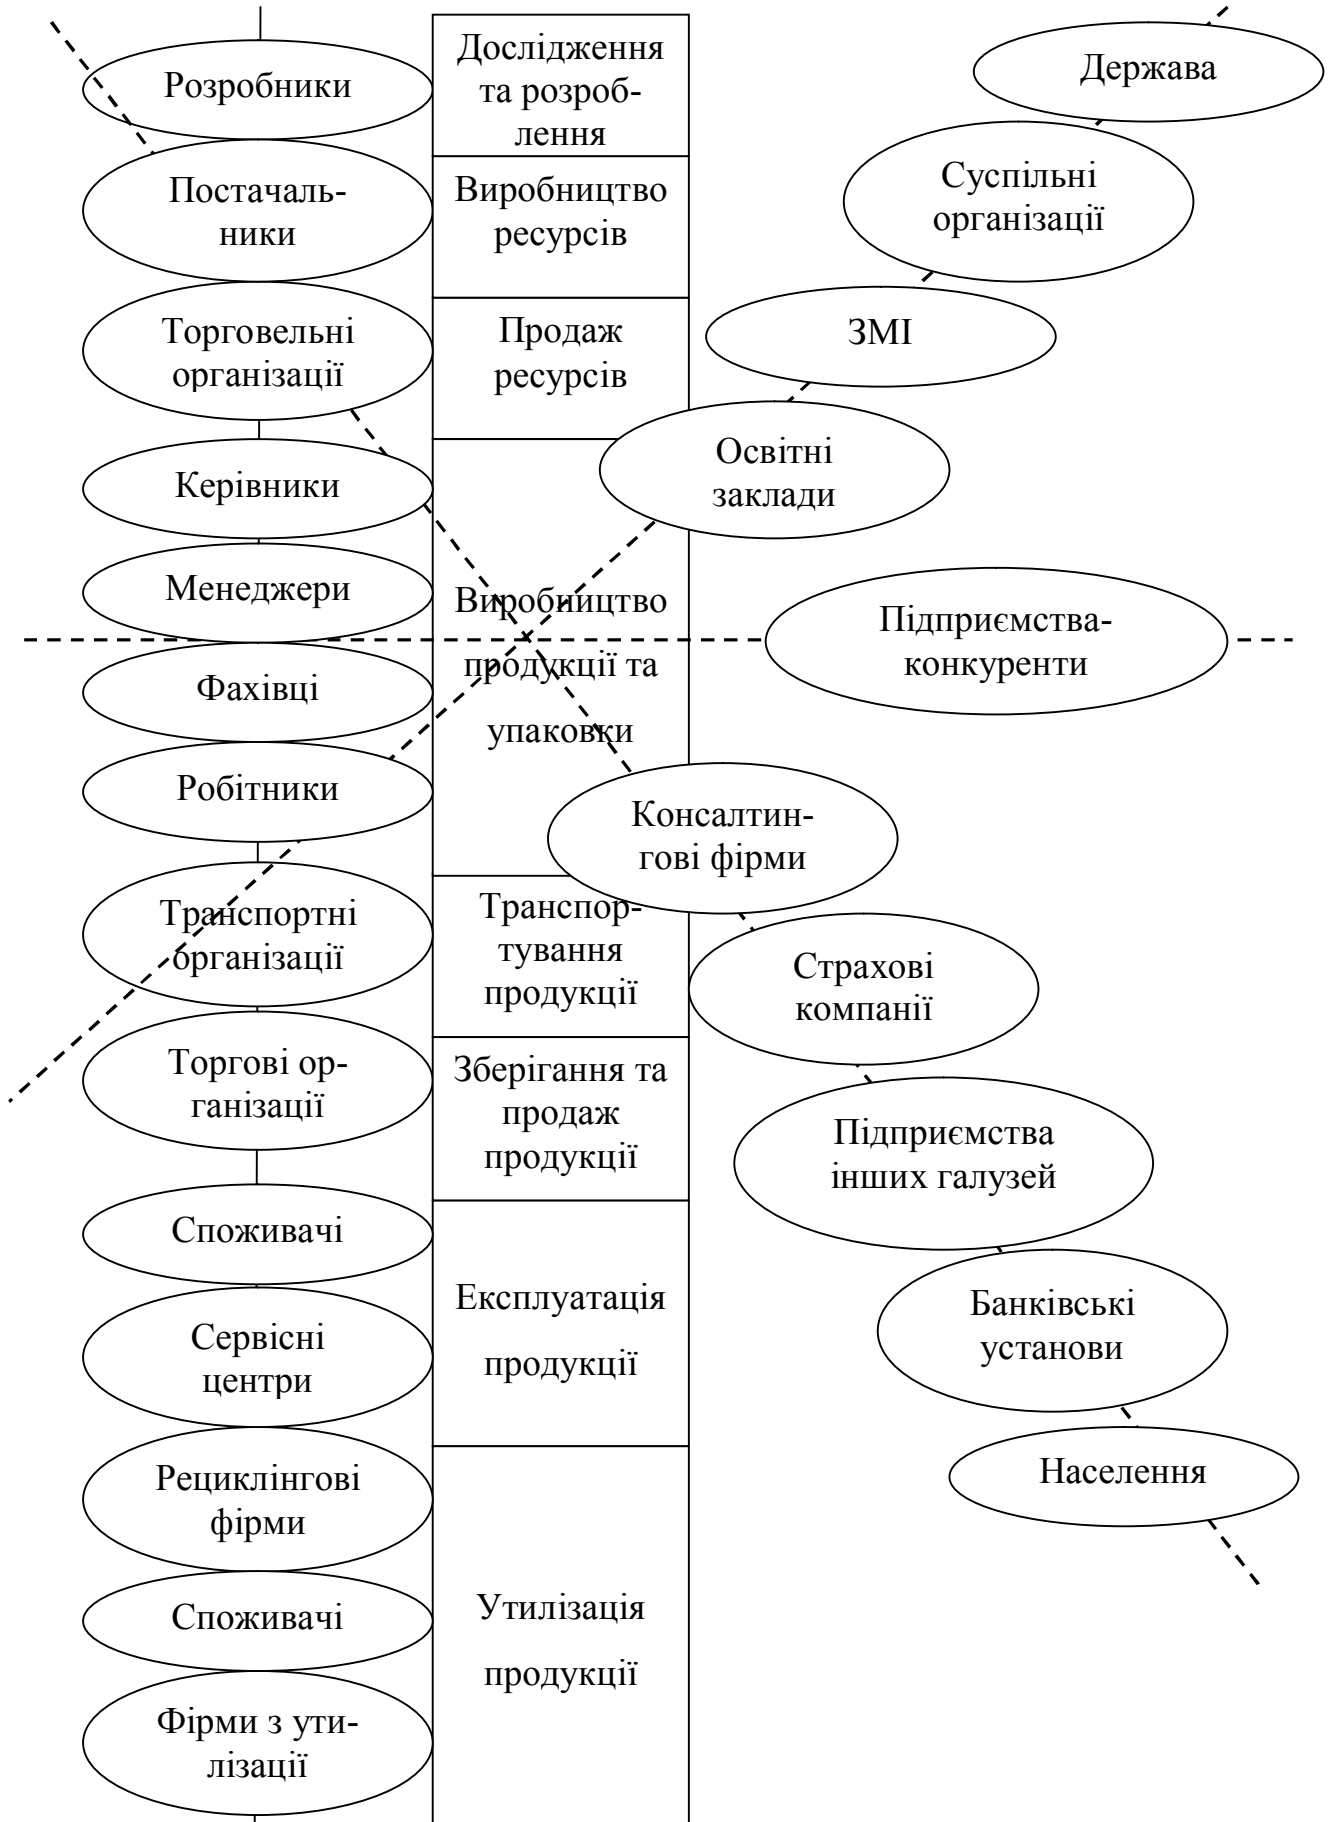 Розробники
Постачаль-
ники
Торговельні
організації
Керівники
Менеджери
Фахівці
Робітники
Транспортні
організації
Торгові ор-
ганізації
Споживачі
Сервісні
центри
Рециклінгові
фірми
Споживачі
Фірми з ути-
лізації
Дослідження
та розроб-
лення
Виробництво
ресурсів
Продаж
ресурсів
Виробництво
продукції та
упаковки
Транспор-
тування
продукції
Зберігання та
продаж
продукції
Експлуатація
продукції
Утилізація
продукції
Держава
Суспільні
організації
ЗМІ
Освітні
заклади
Підприємства-
конкуренти
Консалтин-
гові фірми
Страхові
компанії
Підприємства
інших галузей
Банківські
установи
Населення